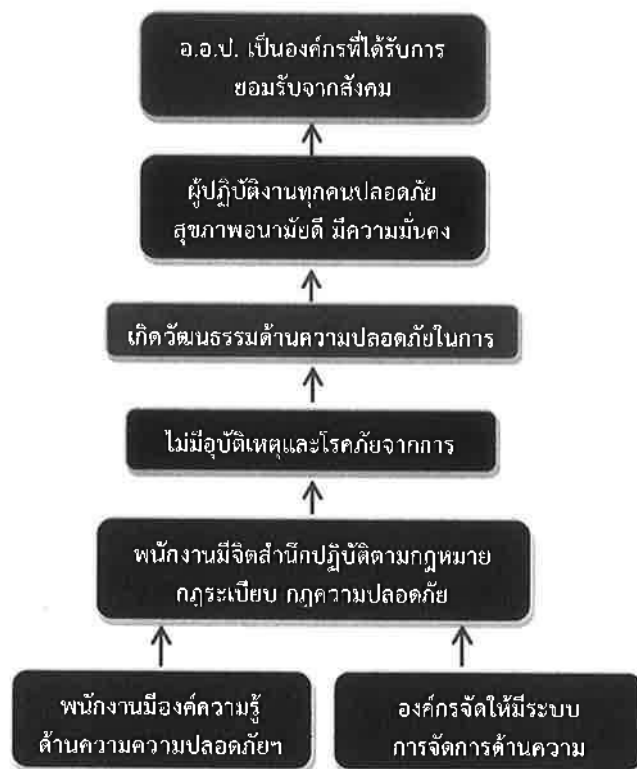 อ.อ.ป. เป็นองค์กรที่ได้รับการ
ยอมรับจากสังคม
ผู้ปฏิบัติงานทุกคนปลอดภัย
สุขภาพอนามัยดี มีความมั่นคง
เกิดวัฒนธรรมด้านความปลอดภัยในการ
ไม่มีอุบัติเหตุและโรคภัยจากการ
พนักงานมีจิตสำนึกปฏิบัติตามกฎหมาย
กฎระเบียบ กฎความปลอดภัย
พนักงานมีองค์ความรู้
ด้านความความปลอดภัยฯ
องค์กรจัดให้มีระบบ
การจัดการด้านความ